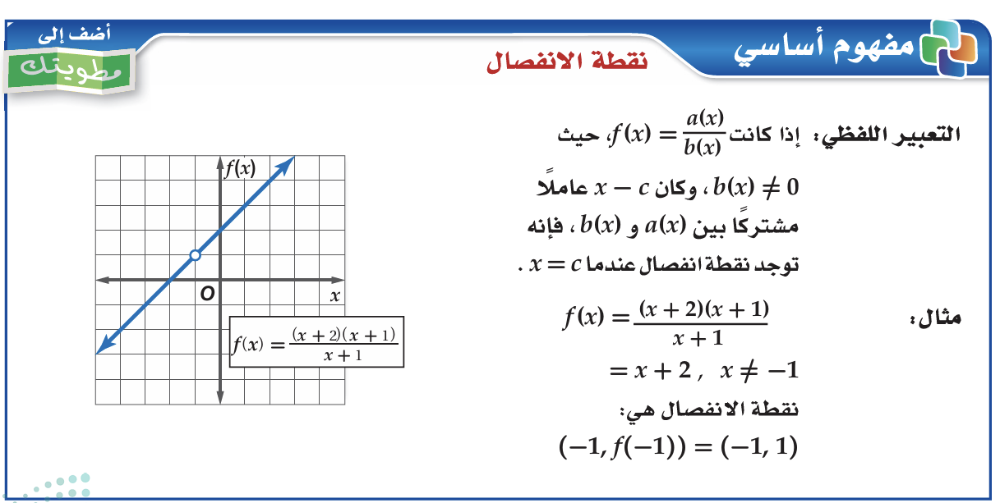 مفهوم أساسي
أضف إلى
مطويتك
نقطة الانفصال
التعبير اللفظي: إذا كانت f(x) = a(x)/b(x)، حيث
b(x) ≠ 0 ، وكان x − c عاملًا
مشتركًا بين a(x) و b(x) ، فإنه
توجد نقطة انفصال عندما x = c .
مثال: f(x) = (x + 2)(x + 1)/x + 1
= x + 2 , x ≠ −1
نقطة الانفصال هي:
(−1, f(−1)) = (−1, 1)
f(x)
O
x
f(x) = (x + 2)(x + 1)/x + 1